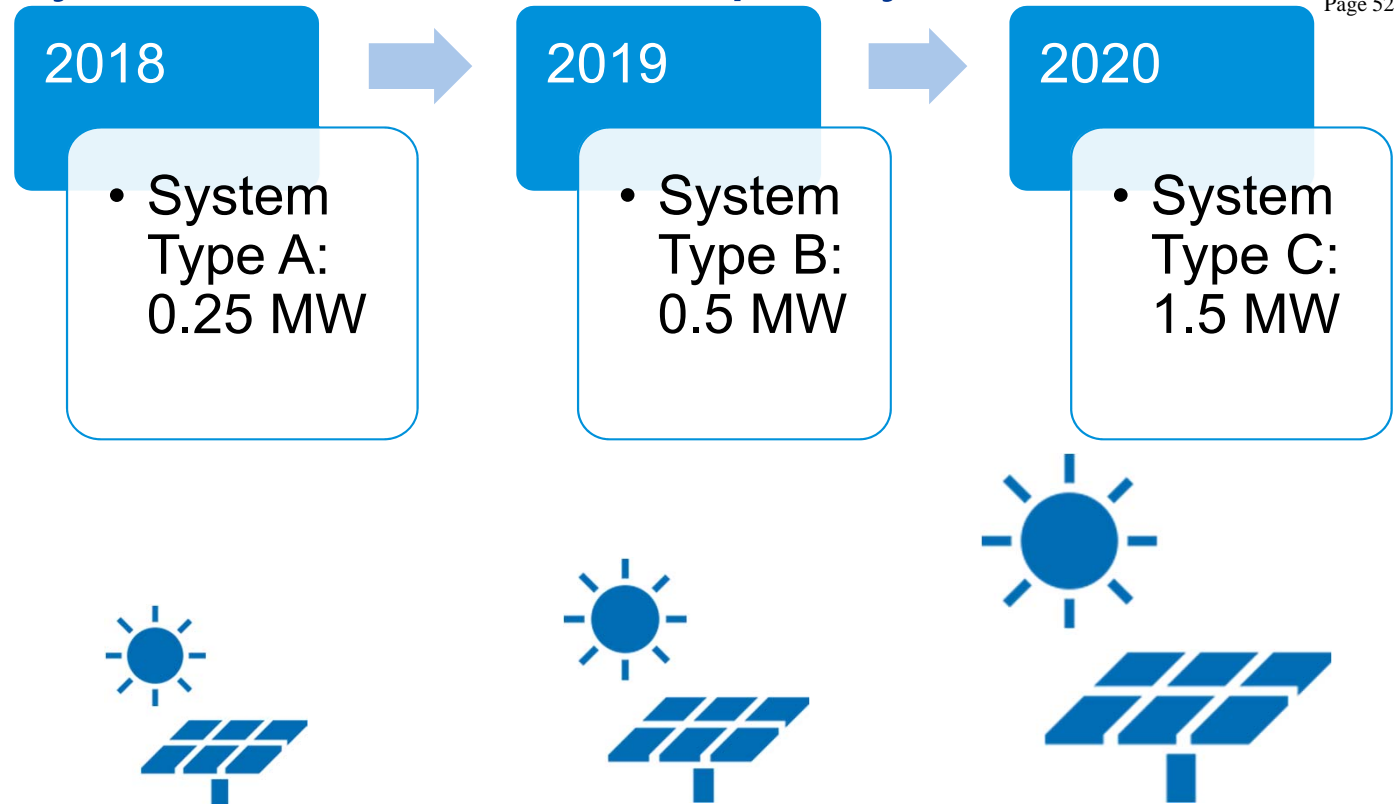 Page 52
2018
2019
2020
• System
Type A:
0.25 MW
• System
Type B:
0.5 MW
• System
Type C:
1.5 MW